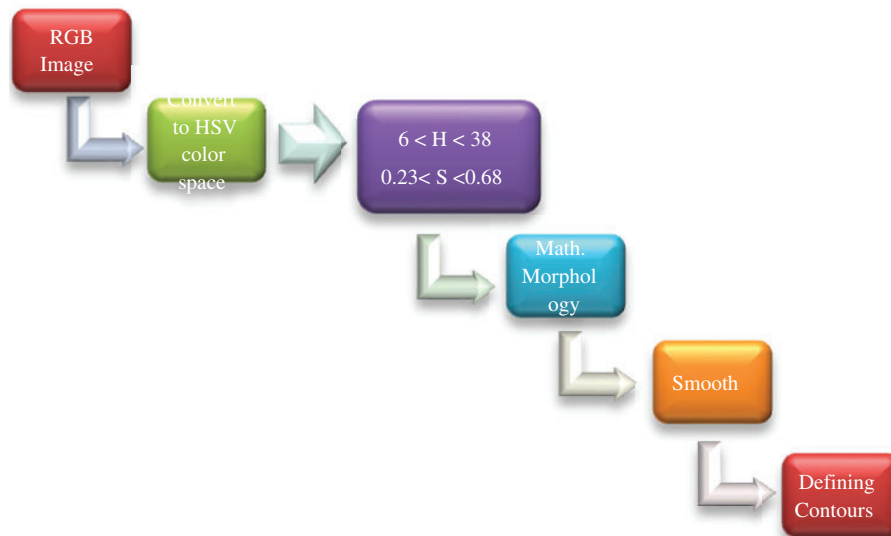 RGB
Image
Convert
to HSV
color
space
6 < H < 38
0.23< S <0.68
Math.
Morphol
ogy
Smooth
Defining
Contours